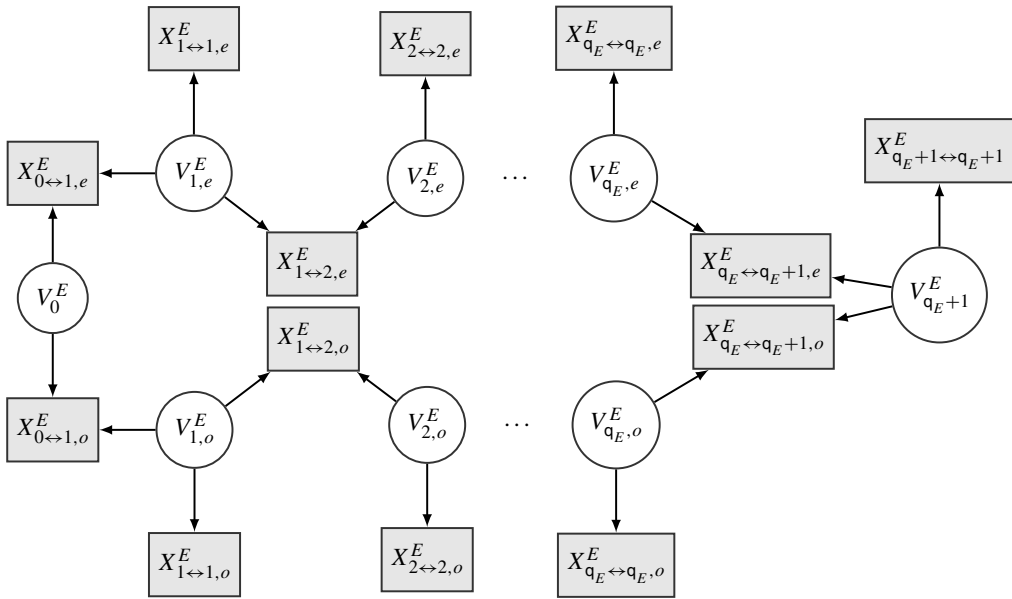 X^E_{1↔1,e}
X^E_{2↔2,e}
X^E_{q_E↔q_E,e}
X^E_{0↔1,e}
V^E_{1,e}
V^E_{2,e}
···
V^E_{q_E,e}
X^E_{q_E+1↔q_E+1}
X^E_{1↔2,e}
X^E_{q_E↔q_E+1,e}
V^E_0
V^E_{q_E+1}
X^E_{1↔2,o}
X^E_{q_E↔q_E+1,o}
X^E_{0↔1,o}
V^E_{1,o}
V^E_{2,o}
···
V^E_{q_E,o}
X^E_{1↔1,o}
X^E_{2↔2,o}
X^E_{q_E↔q_E,o}